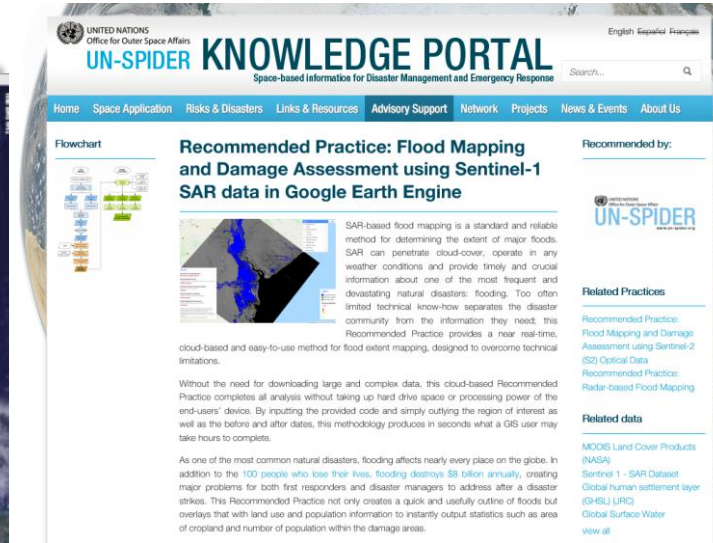 UNITED NATIONS
Office for Outer Space Affairs
UN-SPIDER KNOWLEDGE PORTAL
Space-based information for Disaster Management and Emergency Response
English Español Français
Search...
Home Space Application Risks & Disasters Links & Resources Advisory Support Network Projects News & Events About Us
Flowchart
Recommended Practice: Flood Mapping
and Damage Assessment using Sentinel-1
SAR data in Google Earth Engine
SAR-based flood mapping is a standard and reliable
method for determining the extent of major floods.
SAR can penetrate cloud-cover, operate in any
weather conditions and provide timely and crucial
information about one of the most frequent and
devastating natural disasters: flooding. Too often
limited technical know-how separates the disaster
community from the information they need; this
Recommended Practice provides a near real-time,
cloud-based and easy-to-use method for flood extent mapping, designed to overcome technical
limitations.
Without the need for downloading large and complex data, this cloud-based Recommended
Practice completes all analysis without taking up hard drive space or processing power of the
end-users' device. By inputting the provided code and simply outlying the region of interest as
well as the before and after dates, this methodology produces in seconds what a GIS user may
take hours to complete.
As one of the most common natural disasters, flooding affects nearly every place on the globe. In
addition to the 100 people who lose their lives, flooding destroys $8 billion annually, creating
major problems for both first responders and disaster managers to address after a disaster
strikes. This Recommended Practice not only creates a quick and usefully outline of floods but
overlays that with land use and population information to instantly output statistics such as area
of cropland and number of population within the damage areas.
Recommended by:
UNITED NATIONS
Office for Outer Space Affairs
UN-SPIDER
www.un-spider.org
Related Practices
Recommended Practice:
Flood Mapping and Damage
Assessment using Sentinel-2
(S2) Optical Data
Recommended Practice:
Radar-based Flood Mapping
Related data
MODIS Land Cover Products
(NASA)
Sentinel 1 - SAR Dataset
Global human settlement layer
(GHSL) (JRC)
Global Surface Water
view all